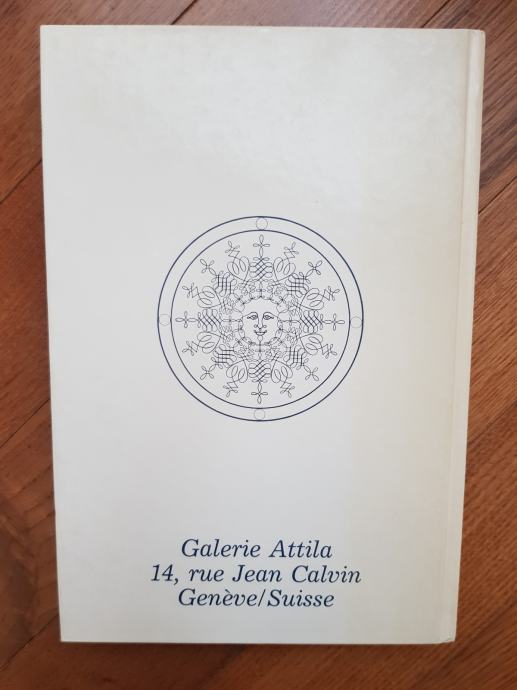 Galerie Attila
14, rue Jean Calvin
Genève/Suisse